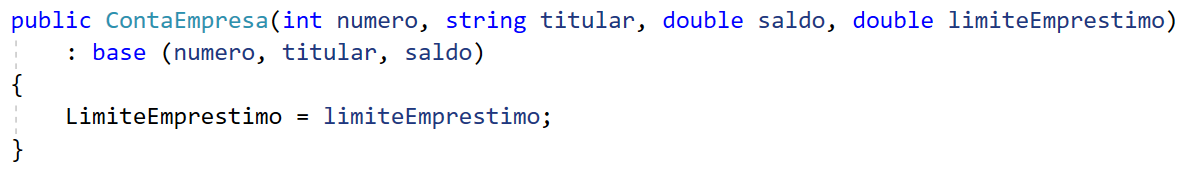 public ContaEmpresa(int numero, string titular, double saldo, double limiteEmprestimo)
: base (numero, titular, saldo)
{
LimiteEmprestimo = limiteEmprestimo;
}